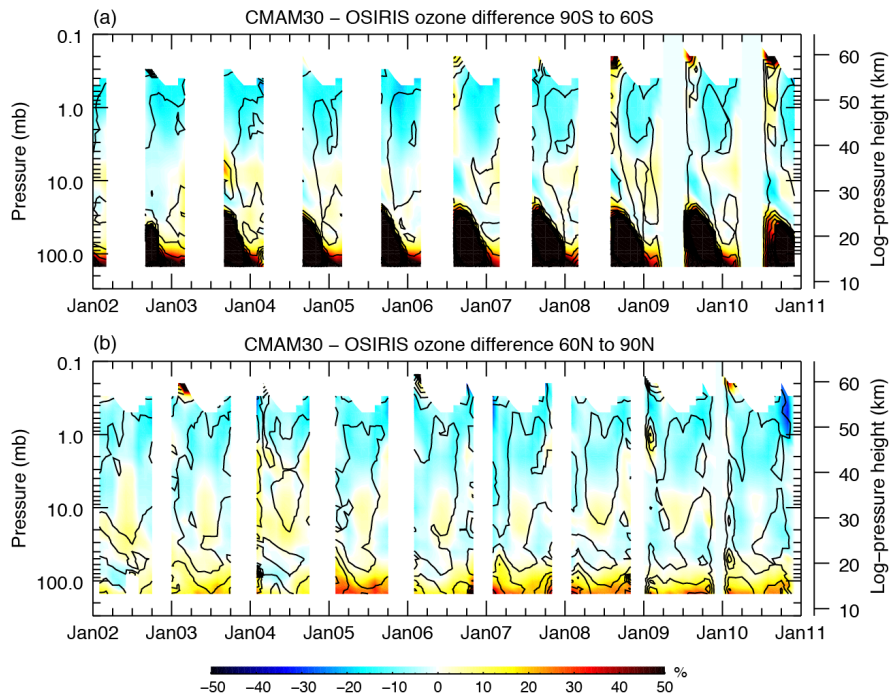 (a) CMAM30 − OSIRIS ozone difference 90S to 60S
0.1
1.0
10.0
100.0
Pressure (mb)
60
50
40
30
20
10
Log−pressure height (km)
Jan02 Jan03 Jan04 Jan05 Jan06 Jan07 Jan08 Jan09 Jan10 Jan11
(b) CMAM30 − OSIRIS ozone difference 60N to 90N
0.1
1.0
10.0
100.0
Pressure (mb)
60
50
40
30
20
10
Log−pressure height (km)
Jan02 Jan03 Jan04 Jan05 Jan06 Jan07 Jan08 Jan09 Jan10 Jan11
%
−50 −40 −30 −20 −10 0 10 20 30 40 50